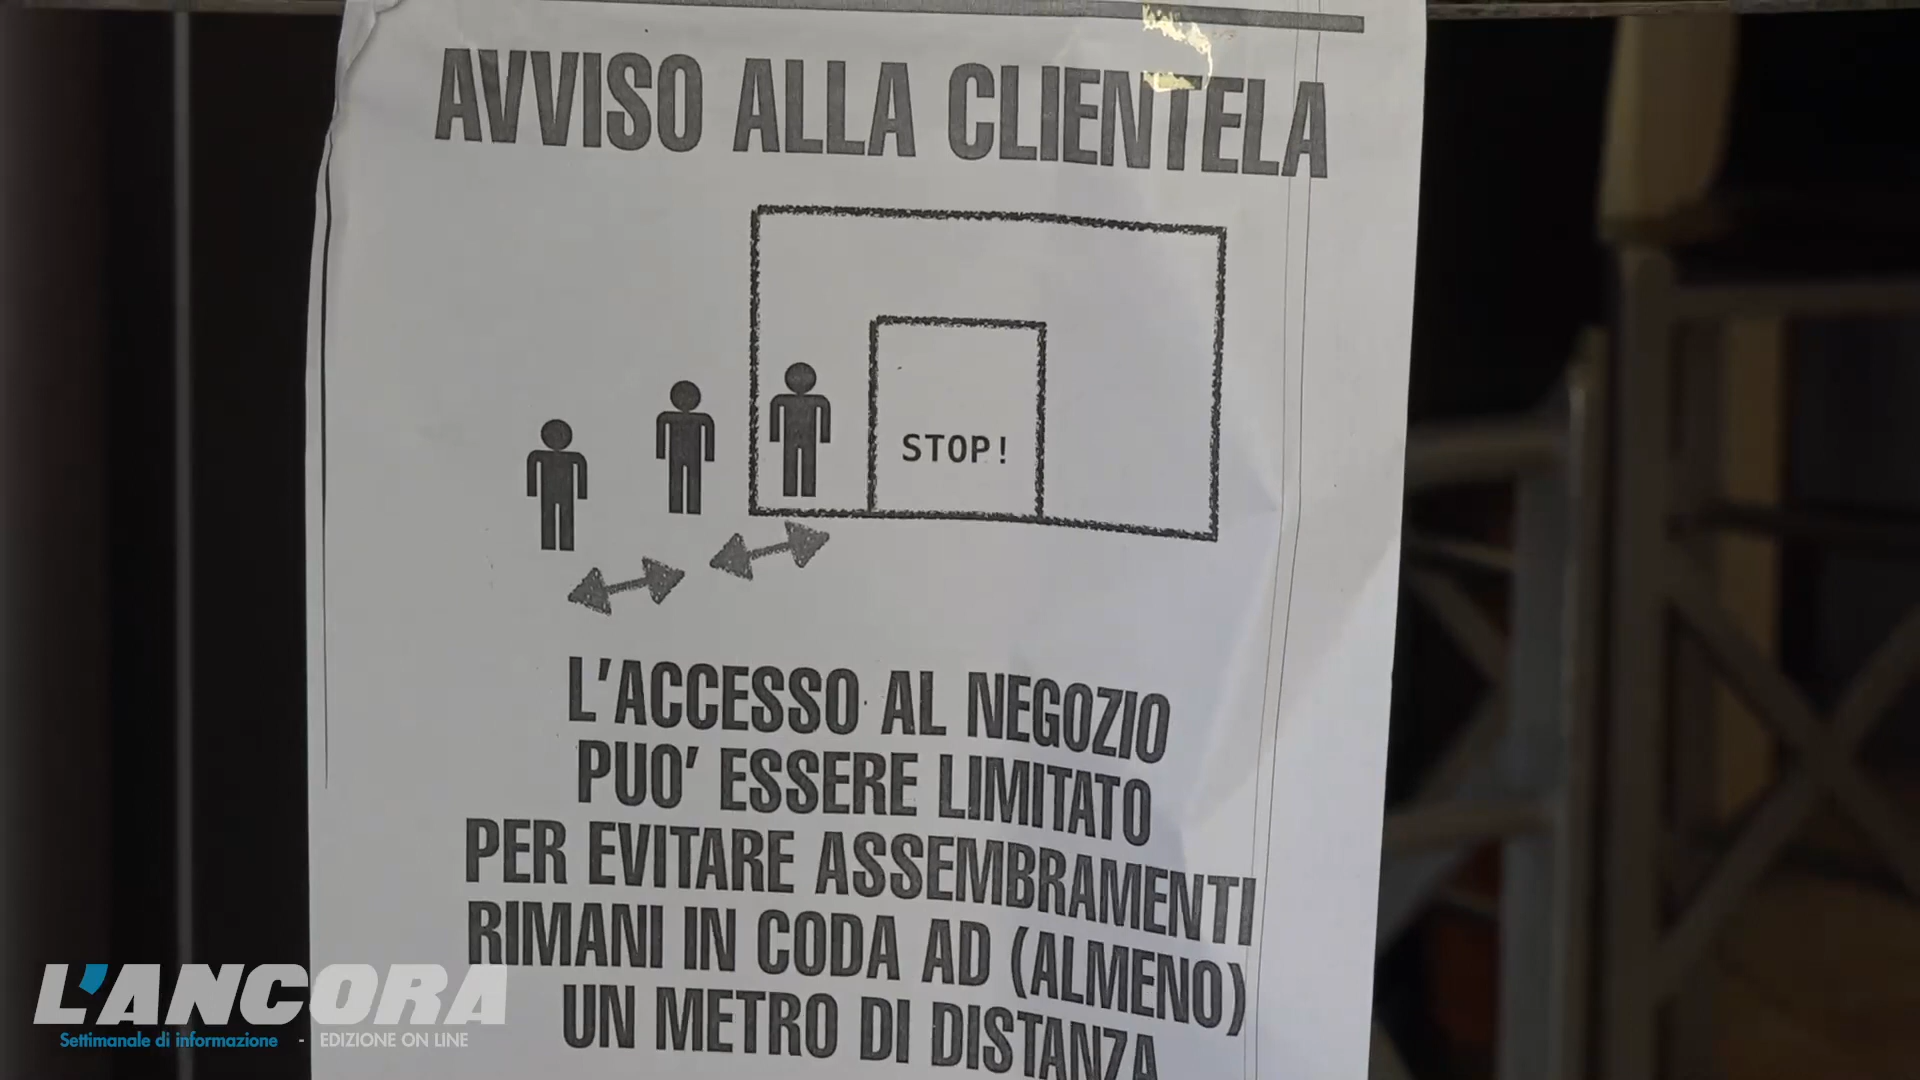 AVVISO ALLA CLIENTELA
STOP!
L'ACCESSO AL NEGOZIO
PUO' ESSERE LIMITATO
PER EVITARE ASSEMBRAMENTI
RIMANI IN CODA AD (ALMENO)
UN METRO DI DISTANZA
L'ANCORA
Settimanale di informazione - EDIZIONE ON LINE